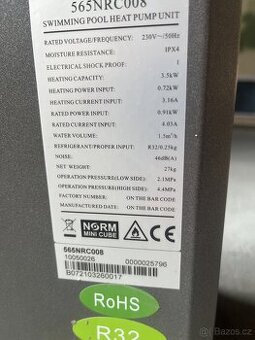 565NRC008
SWIMMING POOL HEAT PUMP UNIT
RATED VOLTAGE/FREQUENCY: 230V~/50Hz
MOISTURE RESISTANCE: IPX4
ELECTRICAL SHOCK PROOF: I
HEATING CAPACITY: 3.5kW
HEATING POWER INPUT: 0.72kW
HEATING CURRENT INPUT: 3.16A
RATED POWER INPUT: 0.91kW
RATED CURRENT INPUT: 4.03A
WATER VOLUME: 1.5m³/h
REFRIGERANT/PROPER INPUT: R32/0.25kg
NOISE: 46dB(A)
NET WEIGHT: 27kg
OPERATION PRESSURE(LOW SIDE): 2.1MPa
OPERATION PRESSURE(HIGH SIDE): 4.4MPa
FACTORY NUMBER: ON THE BAR CODE
MANUFACTURED DATE: ON THE BAR CODE
NORM
MINI CUBE
CE
565NRC008
10050026 0000025796
B072103260017
RoHS
R32
Bazoš.cz